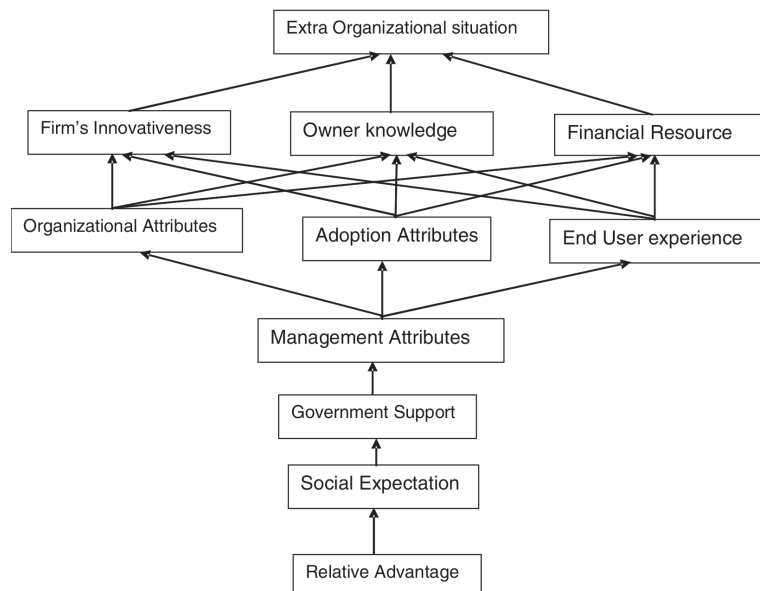 Extra Organizational situation
Firm's Innovativeness
Owner knowledge
Financial Resource
Organizational Attributes
Adoption Attributes
End User experience
Management Attributes
Government Support
Social Expectation
Relative Advantage